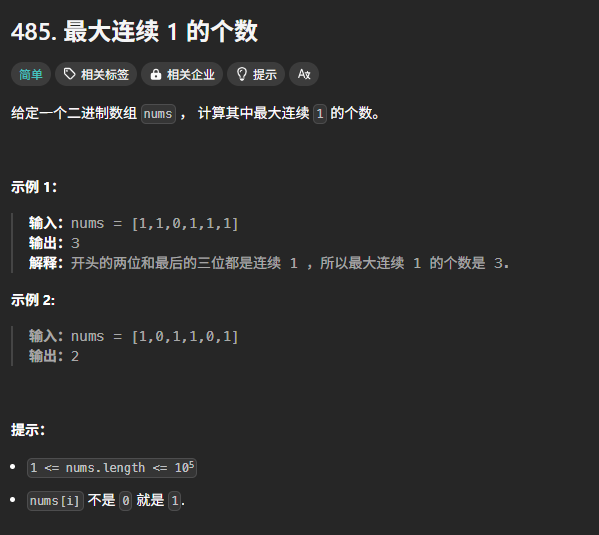 485. 最大连续 1 的个数
简单 相关标签 相关企业 提示 Aあ
给定一个二进制数组 nums ， 计算其中最大连续 1 的个数。
示例 1：
输入：nums = [1,1,0,1,1,1]
输出：3
解释：开头的两位和最后的三位都是连续 1 ，所以最大连续 1 的个数是 3.
示例 2:
输入：nums = [1,0,1,1,0,1]
输出：2
提示：
1 <= nums.length <= 10⁵
nums[i] 不是 0 就是 1.